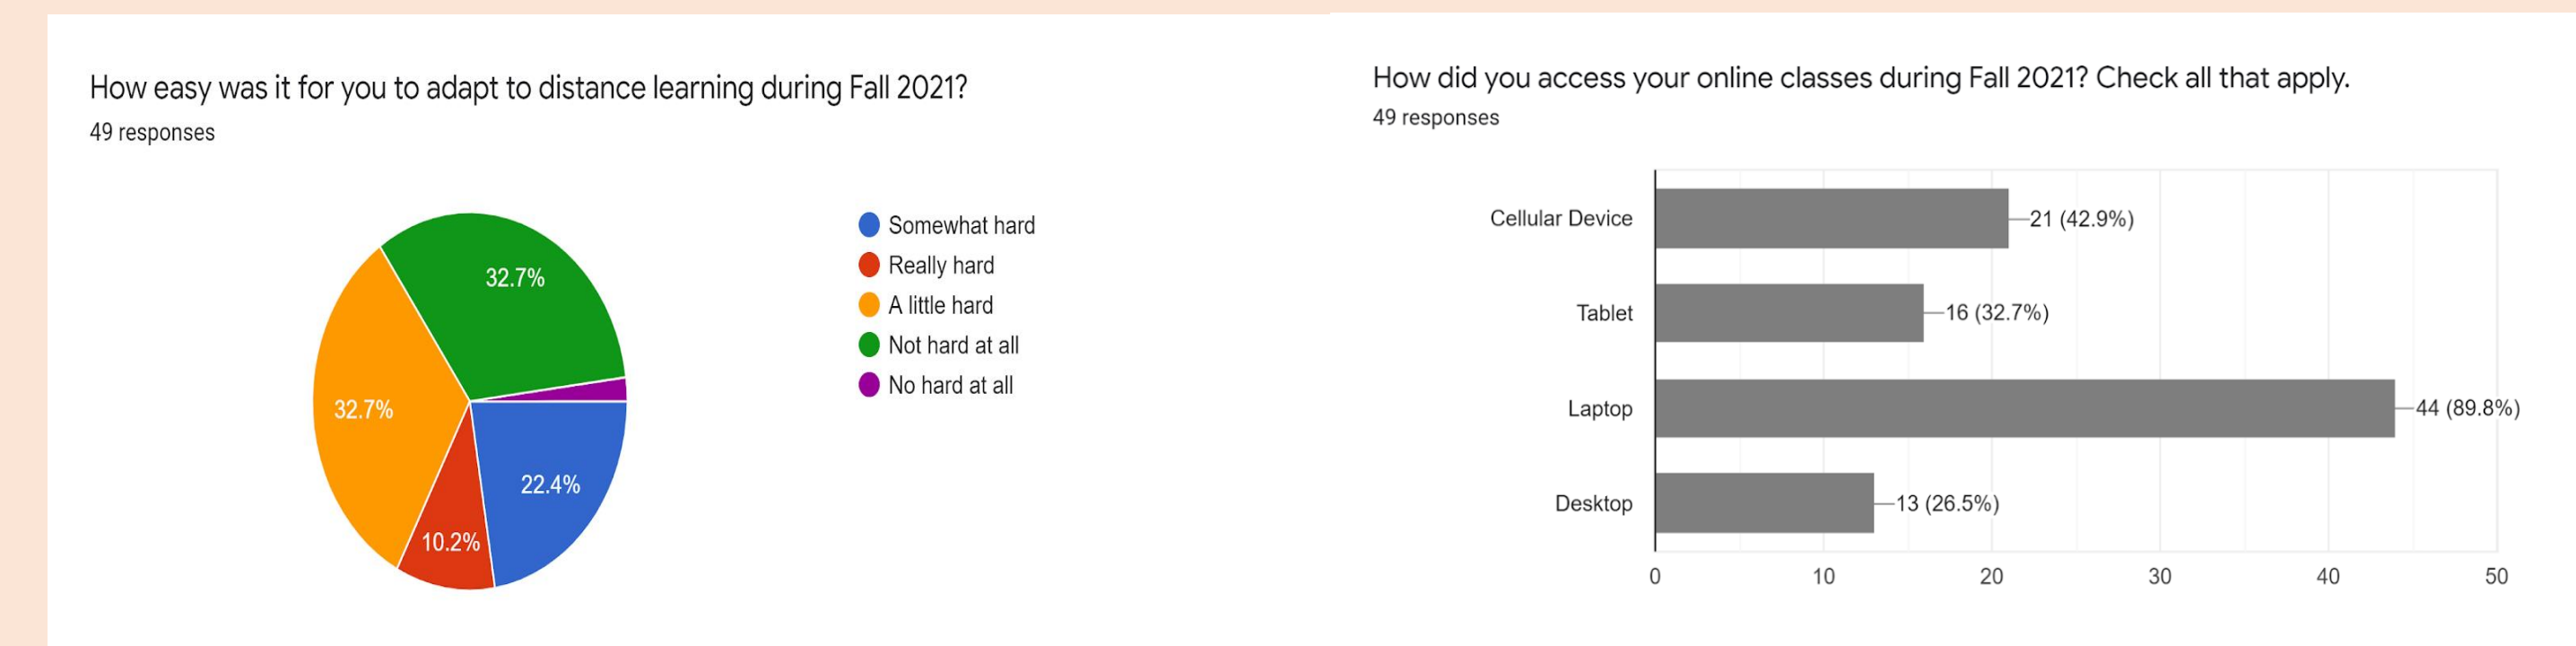 How easy was it for you to adapt to distance learning during Fall 2021?
49 responses
32.7%
32.7%
10.2%
22.4%
Somewhat hard
Really hard
A little hard
Not hard at all
No hard at all
How did you access your online classes during Fall 2021? Check all that apply.
49 responses
Cellular Device
21 (42.9%)
Tablet
16 (32.7%)
Laptop
44 (89.8%)
Desktop
13 (26.5%)
0 10 20 30 40 50